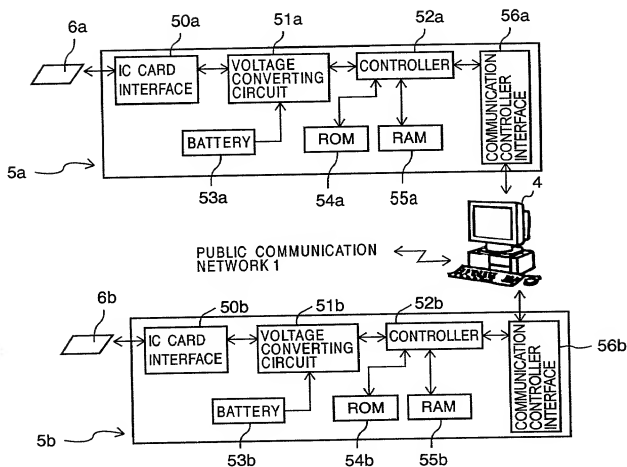 6a
50a
51a
52a
56a
IC CARD
INTERFACE
VOLTAGE
CONVERTING
CIRCUIT
CONTROLLER
COMMUNICATION
CONTROLLER
INTERFACE
BATTERY
ROM
RAM
5a
53a
54a
55a
4
PUBLIC COMMUNICATION
NETWORK 1
6b
50b
51b
52b
IC CARD
INTERFACE
VOLTAGE
CONVERTING
CIRCUIT
CONTROLLER
COMMUNICATION
CONTROLLER
INTERFACE
56b
BATTERY
ROM
RAM
5b
53b
54b
55b